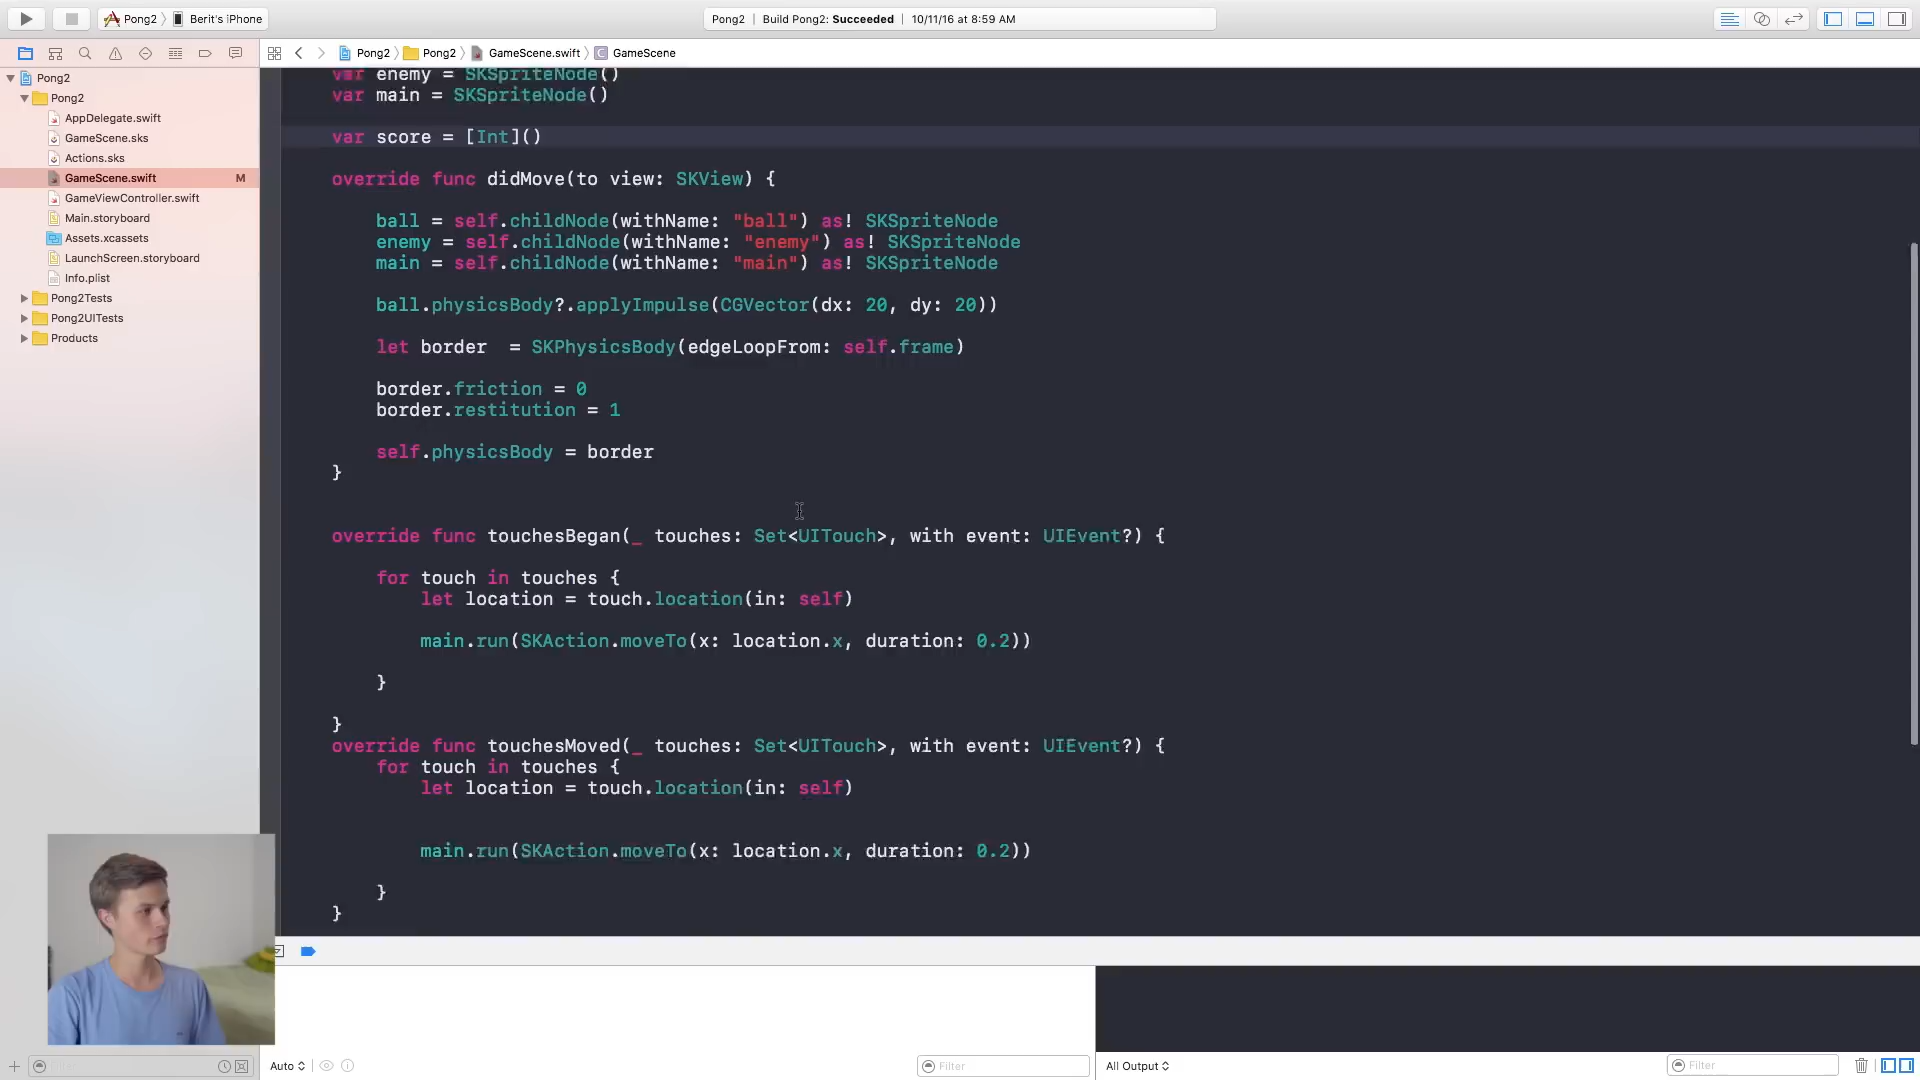 Pong2 Berit's iPhone
Pong2 Build Pong2: Succeeded 10/11/16 at 8:59 AM
Pong2 Pong2 GameScene.swift GameScene
Pong2
Pong2
AppDelegate.swift
GameScene.sks
Actions.sks
GameScene.swift M
GameViewController.swift
Main.storyboard
Assets.xcassets
LaunchScreen.storyboard
Info.plist
Pong2Tests
Pong2UITests
Products
var enemy = SKSpriteNode()
var main = SKSpriteNode()
var score = [Int]()
override func didMove(to view: SKView) {
ball = self.childNode(withName: "ball") as! SKSpriteNode
enemy = self.childNode(withName: "enemy") as! SKSpriteNode
main = self.childNode(withName: "main") as! SKSpriteNode
ball.physicsBody?.applyImpulse(CGVector(dx: 20, dy: 20))
let border  = SKPhysicsBody(edgeLoopFrom: self.frame)
border.friction = 0
border.restitution = 1
self.physicsBody = border
}
override func touchesBegan(_ touches: Set<UITouch>, with event: UIEvent?) {
for touch in touches {
let location = touch.location(in: self)
main.run(SKAction.moveTo(x: location.x, duration: 0.2))
}
}
override func touchesMoved(_ touches: Set<UITouch>, with event: UIEvent?) {
for touch in touches {
let location = touch.location(in: self)
main.run(SKAction.moveTo(x: location.x, duration: 0.2))
}
}
Auto Filter All Output Filter